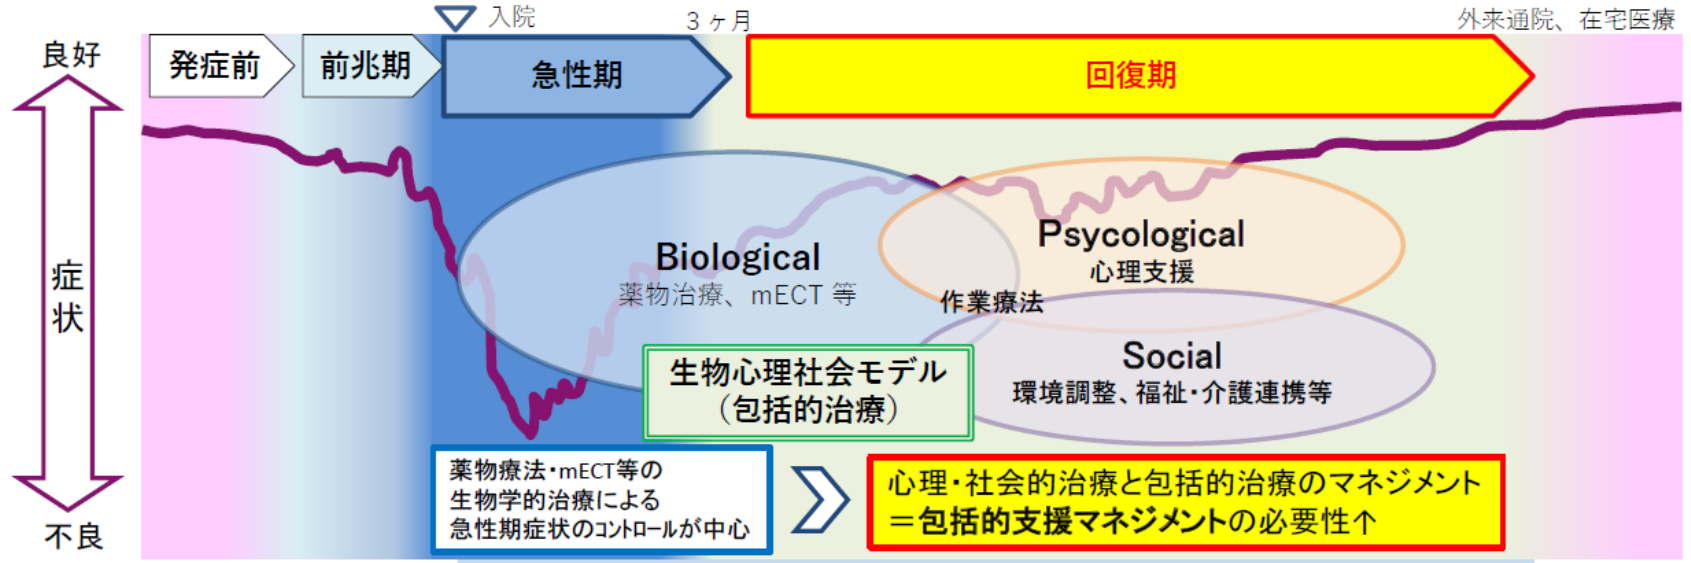 入院
3ヶ月
外来通院、在宅医療
良好
発症前
前兆期
急性期
回復期
症状
Biological
薬物治療、mECT 等
Psycological
心理支援
作業療法
Social
環境調整、福祉・介護連携等
生物心理社会モデル
（包括的治療）
薬物療法・mECT等の
生物学的治療による
急性期症状のコントロールが中心
心理・社会的治療と包括的治療のマネジメント
＝包括的支援マネジメントの必要性↑
不良